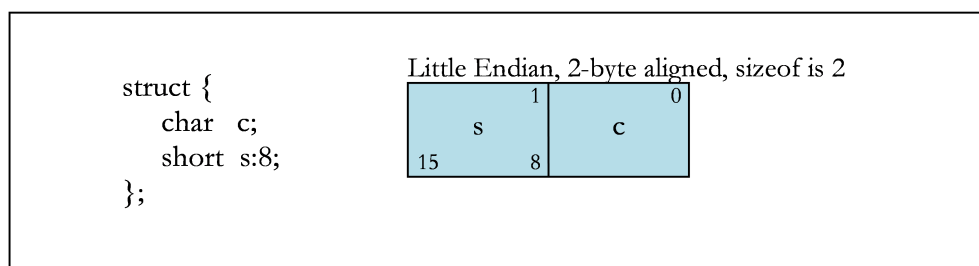 struct {
char c;
short s:8;
};
Little Endian, 2-byte aligned, sizeof is 2
1 0
s c
15 8